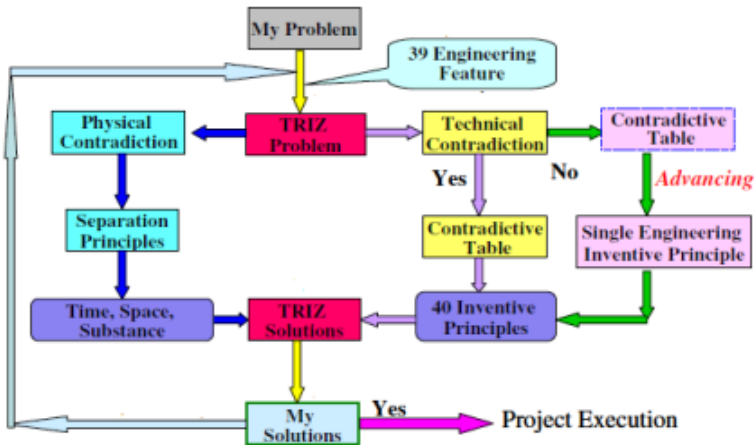 My Problem
39 Engineering
Feature
Physical
Contradiction
TRIZ
Problem
Technical
Contradiction
Contradictive
Table
Yes
No
Advancing
Separation
Principles
Contradictive
Table
Single Engineering
Inventive Principle
Time, Space,
Substance
TRIZ
Solutions
40 Inventive
Principles
My
Solutions
Yes
Project Execution